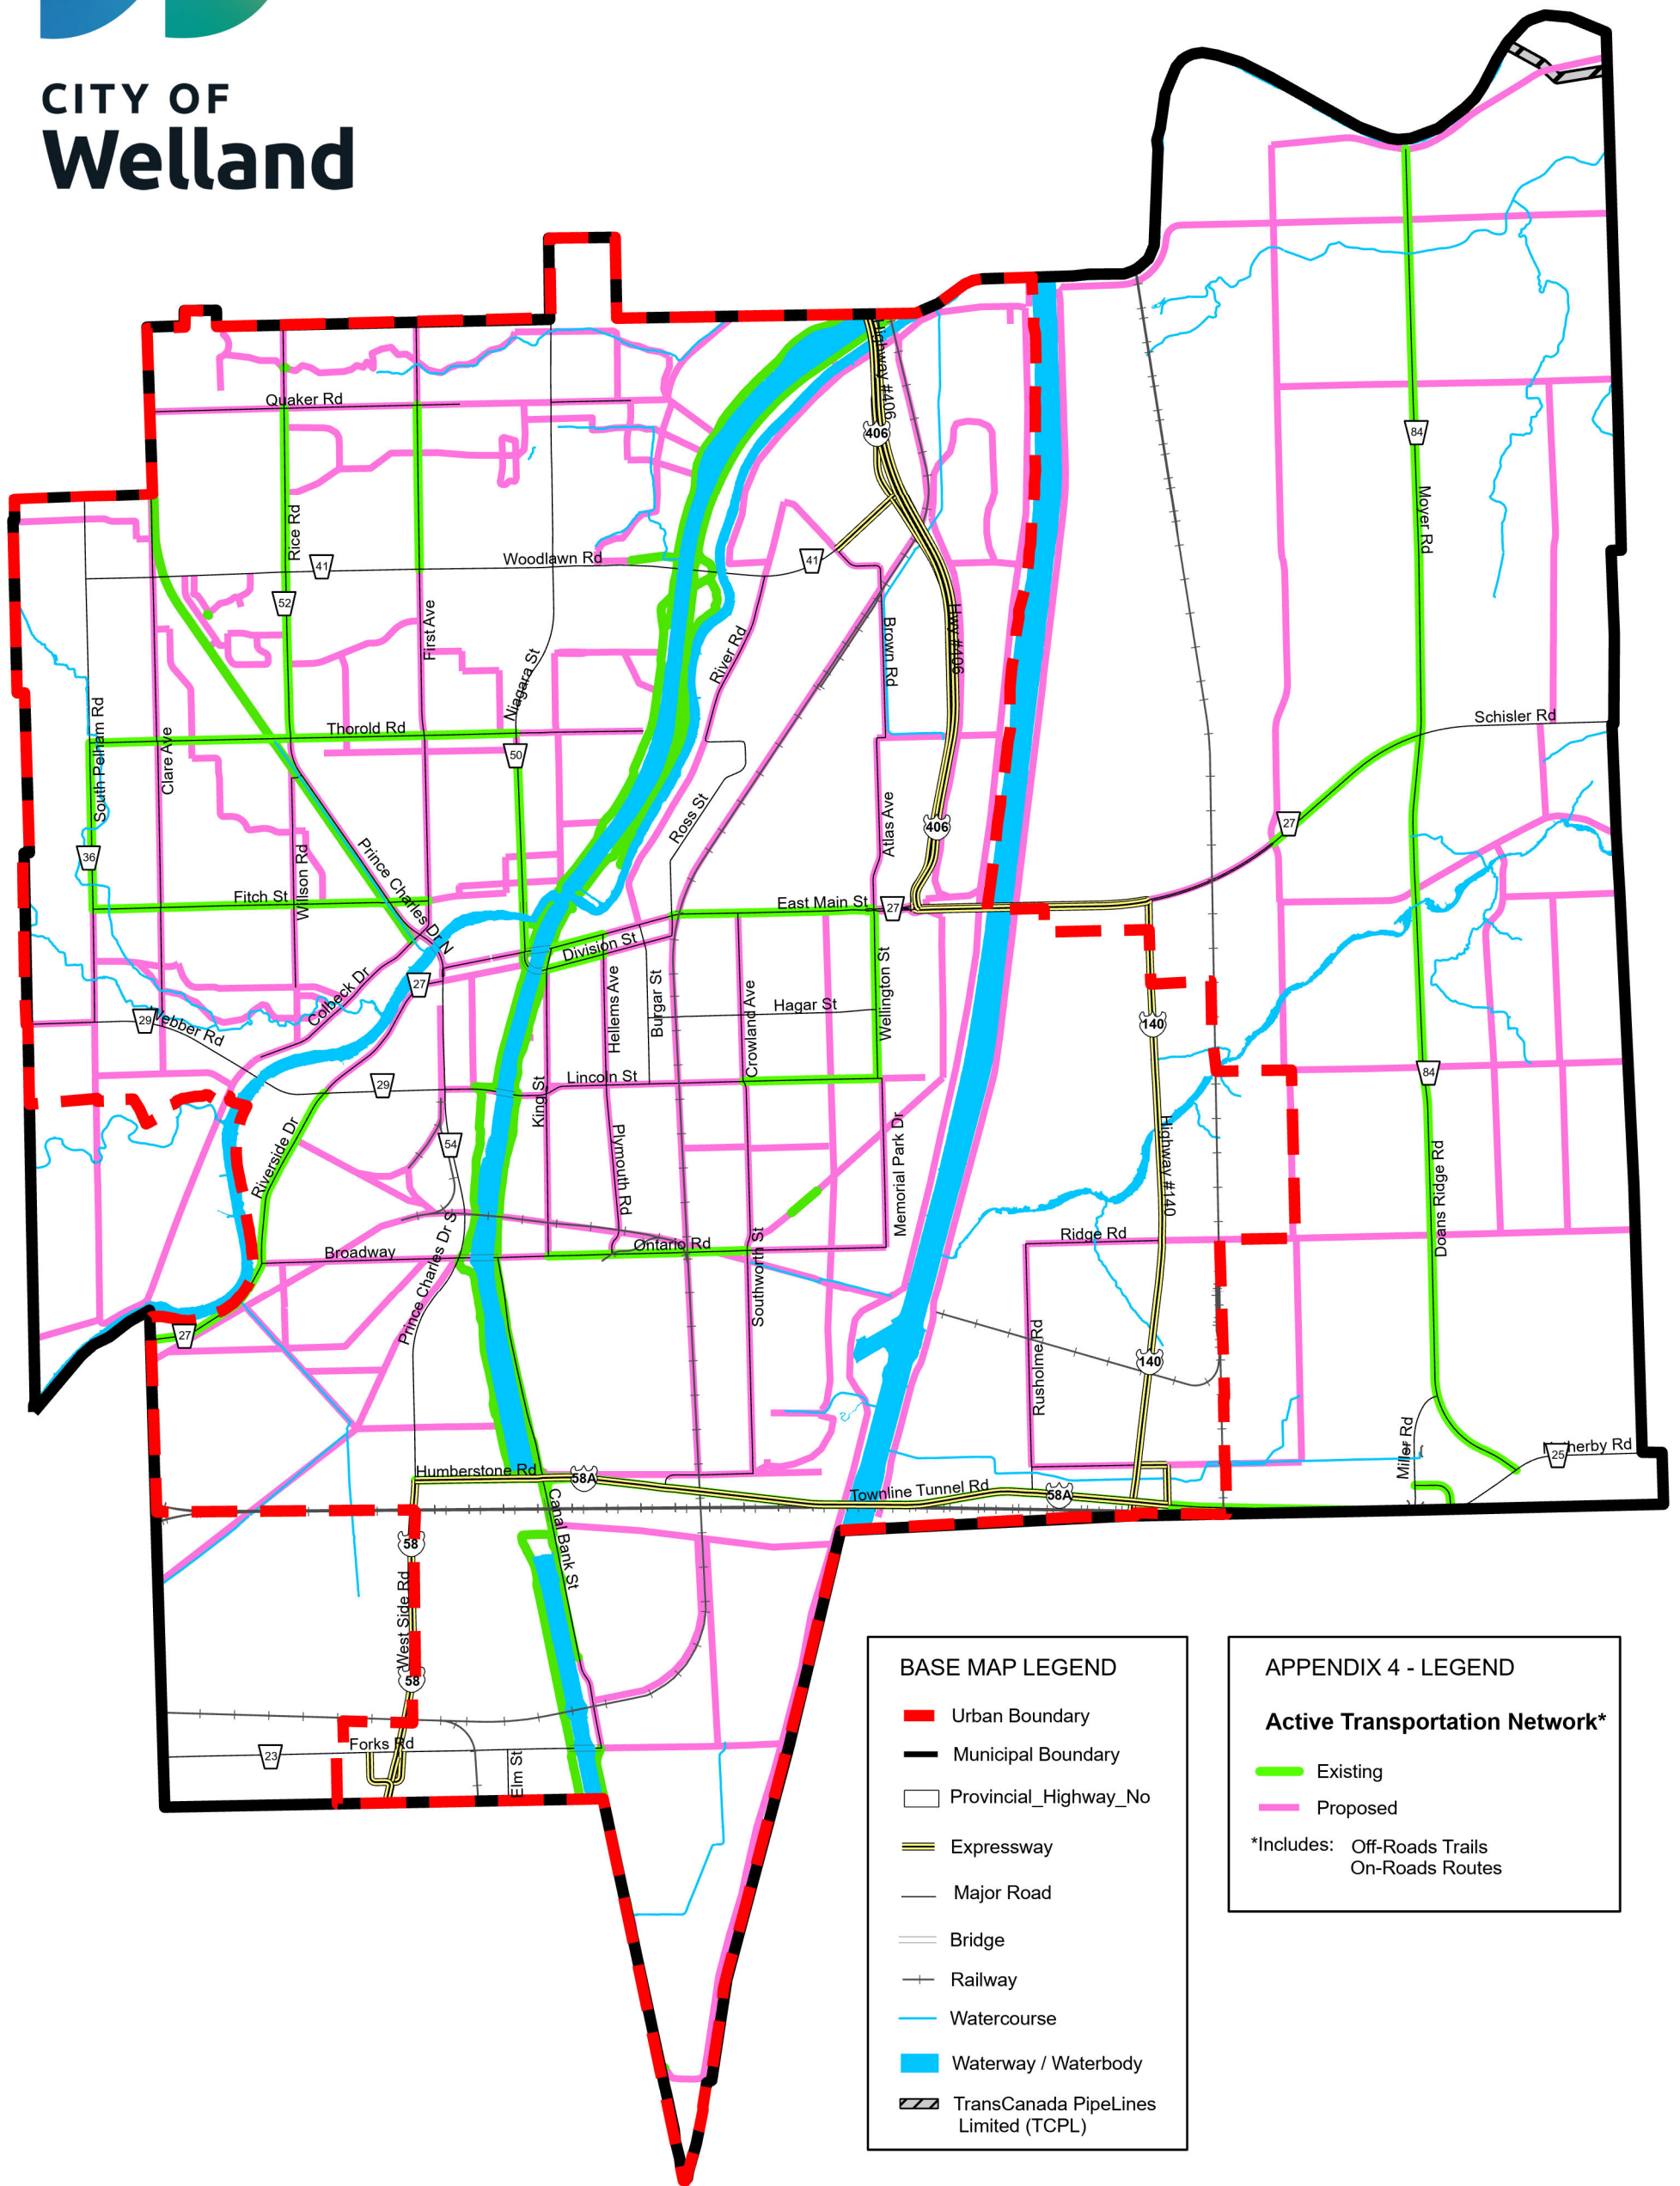 CITY OF
Welland
Highway #406
406
Quaker Rd
84
Moyer Rd
Rice Rd
Woodlawn Rd
41
41
52
First Ave
River Rd
Brown Rd
Hwy #406
Niagara St
South Pelham Rd
Clare Ave
Thorold Rd
50
Schisler Rd
Ross St
Atlas Ave
406
27
36
Prince Charles Dr N
Willson Rd
Fitch St
East Main St
27
Division St
27
Colbeck Dr
Hellems Ave
Burgar St
Crowland Ave
Hagar St
Wellington St
29
Webber Rd
140
29
Lincoln St
King St
84
Riverside Dr
54
Plymouth Rd
Memorial Park Dr
Highway #140
Doans Ridge Rd
Broadway
Prince Charles Dr S
Ontario Rd
Southworth St
Ridge Rd
27
Rusholme Rd
140
Miller Rd
25
Humberstone Rd
58A
Townline Tunnel Rd
58A
Canal Bank St
58
West Side Rd
58
23
Forks Rd
Elm St
BASE MAP LEGEND
Urban Boundary
Municipal Boundary
Provincial_Highway_No
Expressway
Major Road
Bridge
Railway
Watercourse
Waterway / Waterbody
TransCanada PipeLines
Limited (TCPL)
APPENDIX 4 - LEGEND
Active Transportation Network*
Existing
Proposed
*Includes: Off-Roads Trails
On-Roads Routes